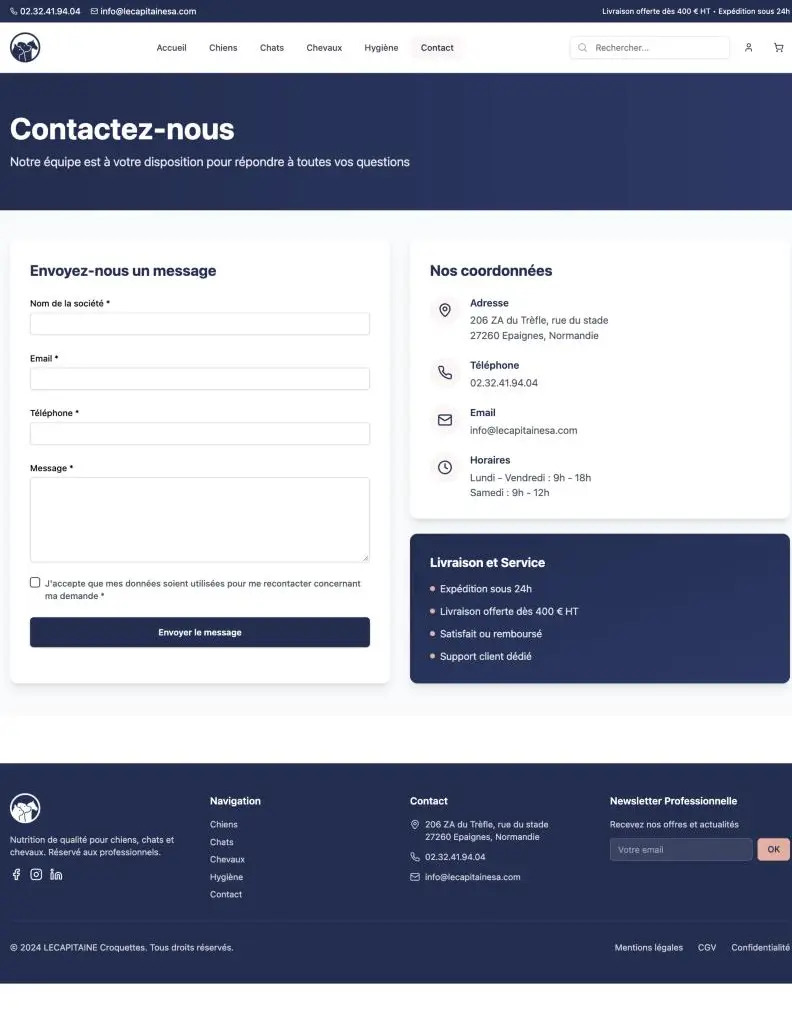 02.32.41.94.04 info@lecapitainesa.com Livraison offerte dès 400 € HT • Expédition sous 24h
Accueil Chiens Chats Chevaux Hygiène Contact Rechercher...
Contactez-nous
Notre équipe est à votre disposition pour répondre à toutes vos questions
Envoyez-nous un message
Nom de la société *
Email *
Téléphone *
Message *
J'accepte que mes données soient utilisées pour me recontacter concernant
ma demande *
Envoyer le message
Nos coordonnées
Adresse
206 ZA du Trèfle, rue du stade
27260 Epaignes, Normandie
Téléphone
02.32.41.94.04
Email
info@lecapitainesa.com
Horaires
Lundi - Vendredi : 9h - 18h
Samedi : 9h - 12h
Livraison et Service
Expédition sous 24h
Livraison offerte dès 400 € HT
Satisfait ou remboursé
Support client dédié
Nutrition de qualité pour chiens, chats et
chevaux. Réservé aux professionnels.
Navigation
Chiens
Chats
Chevaux
Hygiène
Contact
Contact
206 ZA du Trèfle, rue du stade
27260 Epaignes, Normandie
02.32.41.94.04
info@lecapitainesa.com
Newsletter Professionnelle
Recevez nos offres et actualités
Votre email OK
© 2024 LECAPITAINE Croquettes. Tous droits réservés.
Mentions légales CGV Confidentialité